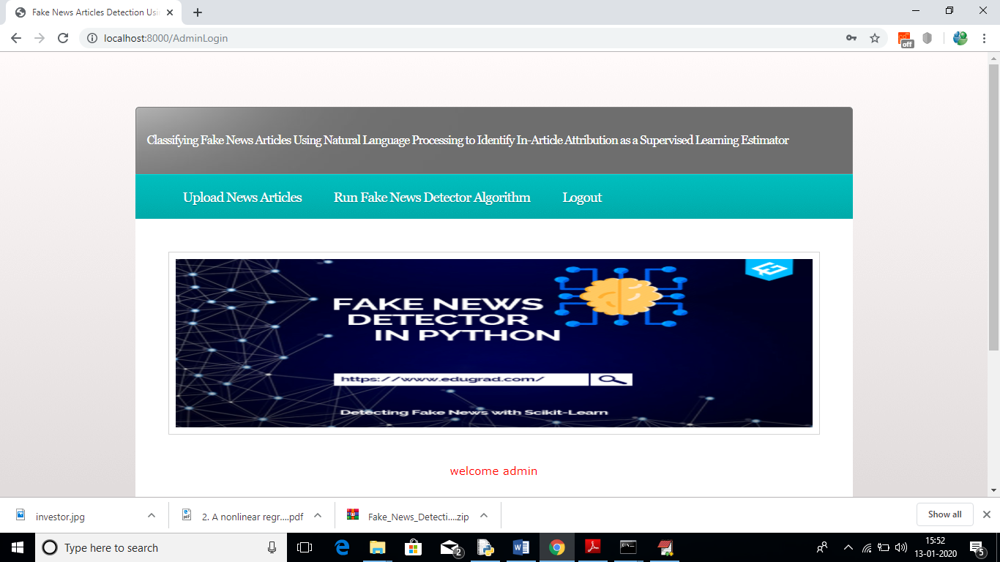 Fake News Articles Detection Usi
localhost:8000/AdminLogin
off
Classifying Fake News Articles Using Natural Language Processing to Identify In-Article Attribution as a Supervised Learning Estimator
Upload News Articles Run Fake News Detector Algorithm Logout
FAKE NEWS
DETECTOR
IN PYTHON
https://www.edugrad.com/
Detecting Fake News with Scikit-Learn
welcome admin
investor.jpg 2. A nonlinear regr....pdf Fake_News_Detecti....zip Show all
Type here to search
2
15:52
13-01-2020
5